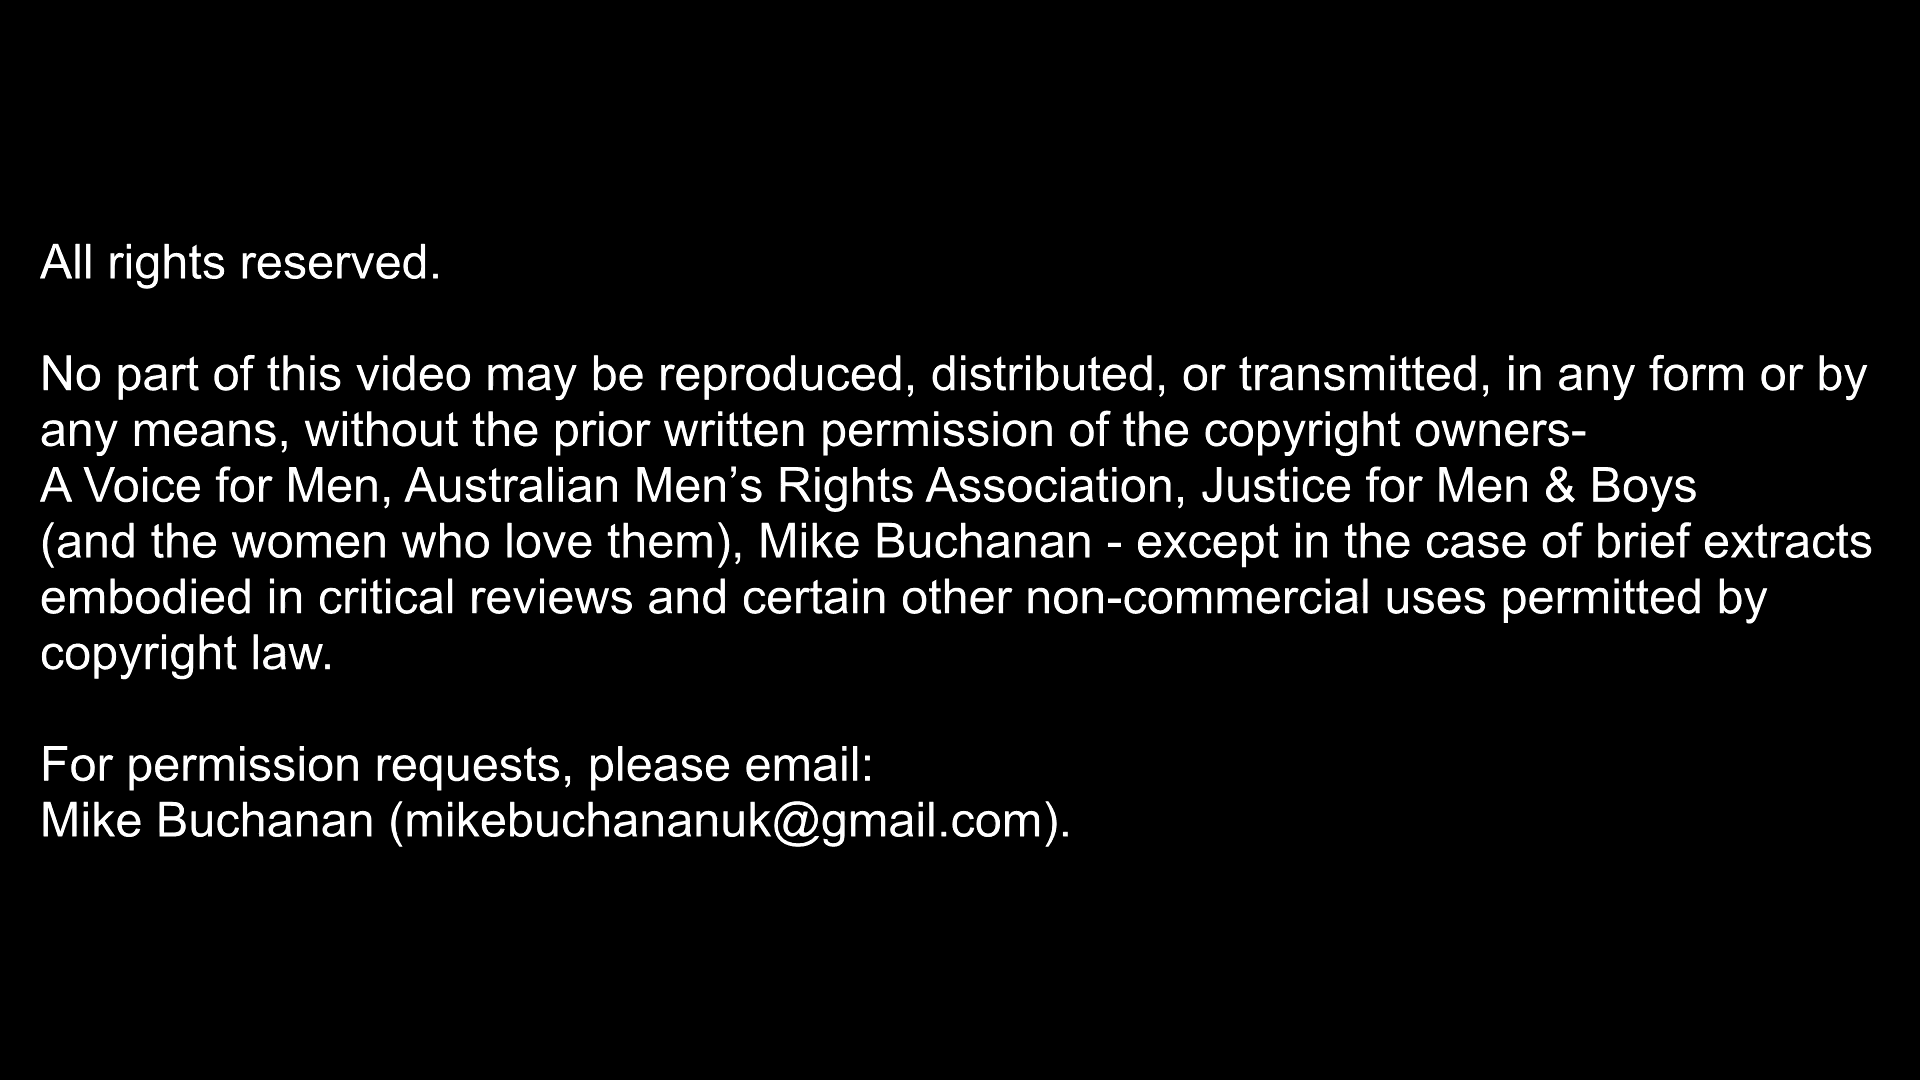 All rights reserved.
No part of this video may be reproduced, distributed, or transmitted, in any form or by
any means, without the prior written permission of the copyright owners-
A Voice for Men, Australian Men’s Rights Association, Justice for Men & Boys
(and the women who love them), Mike Buchanan - except in the case of brief extracts
embodied in critical reviews and certain other non-commercial uses permitted by
copyright law.
For permission requests, please email:
Mike Buchanan (mikebuchananuk@gmail.com).